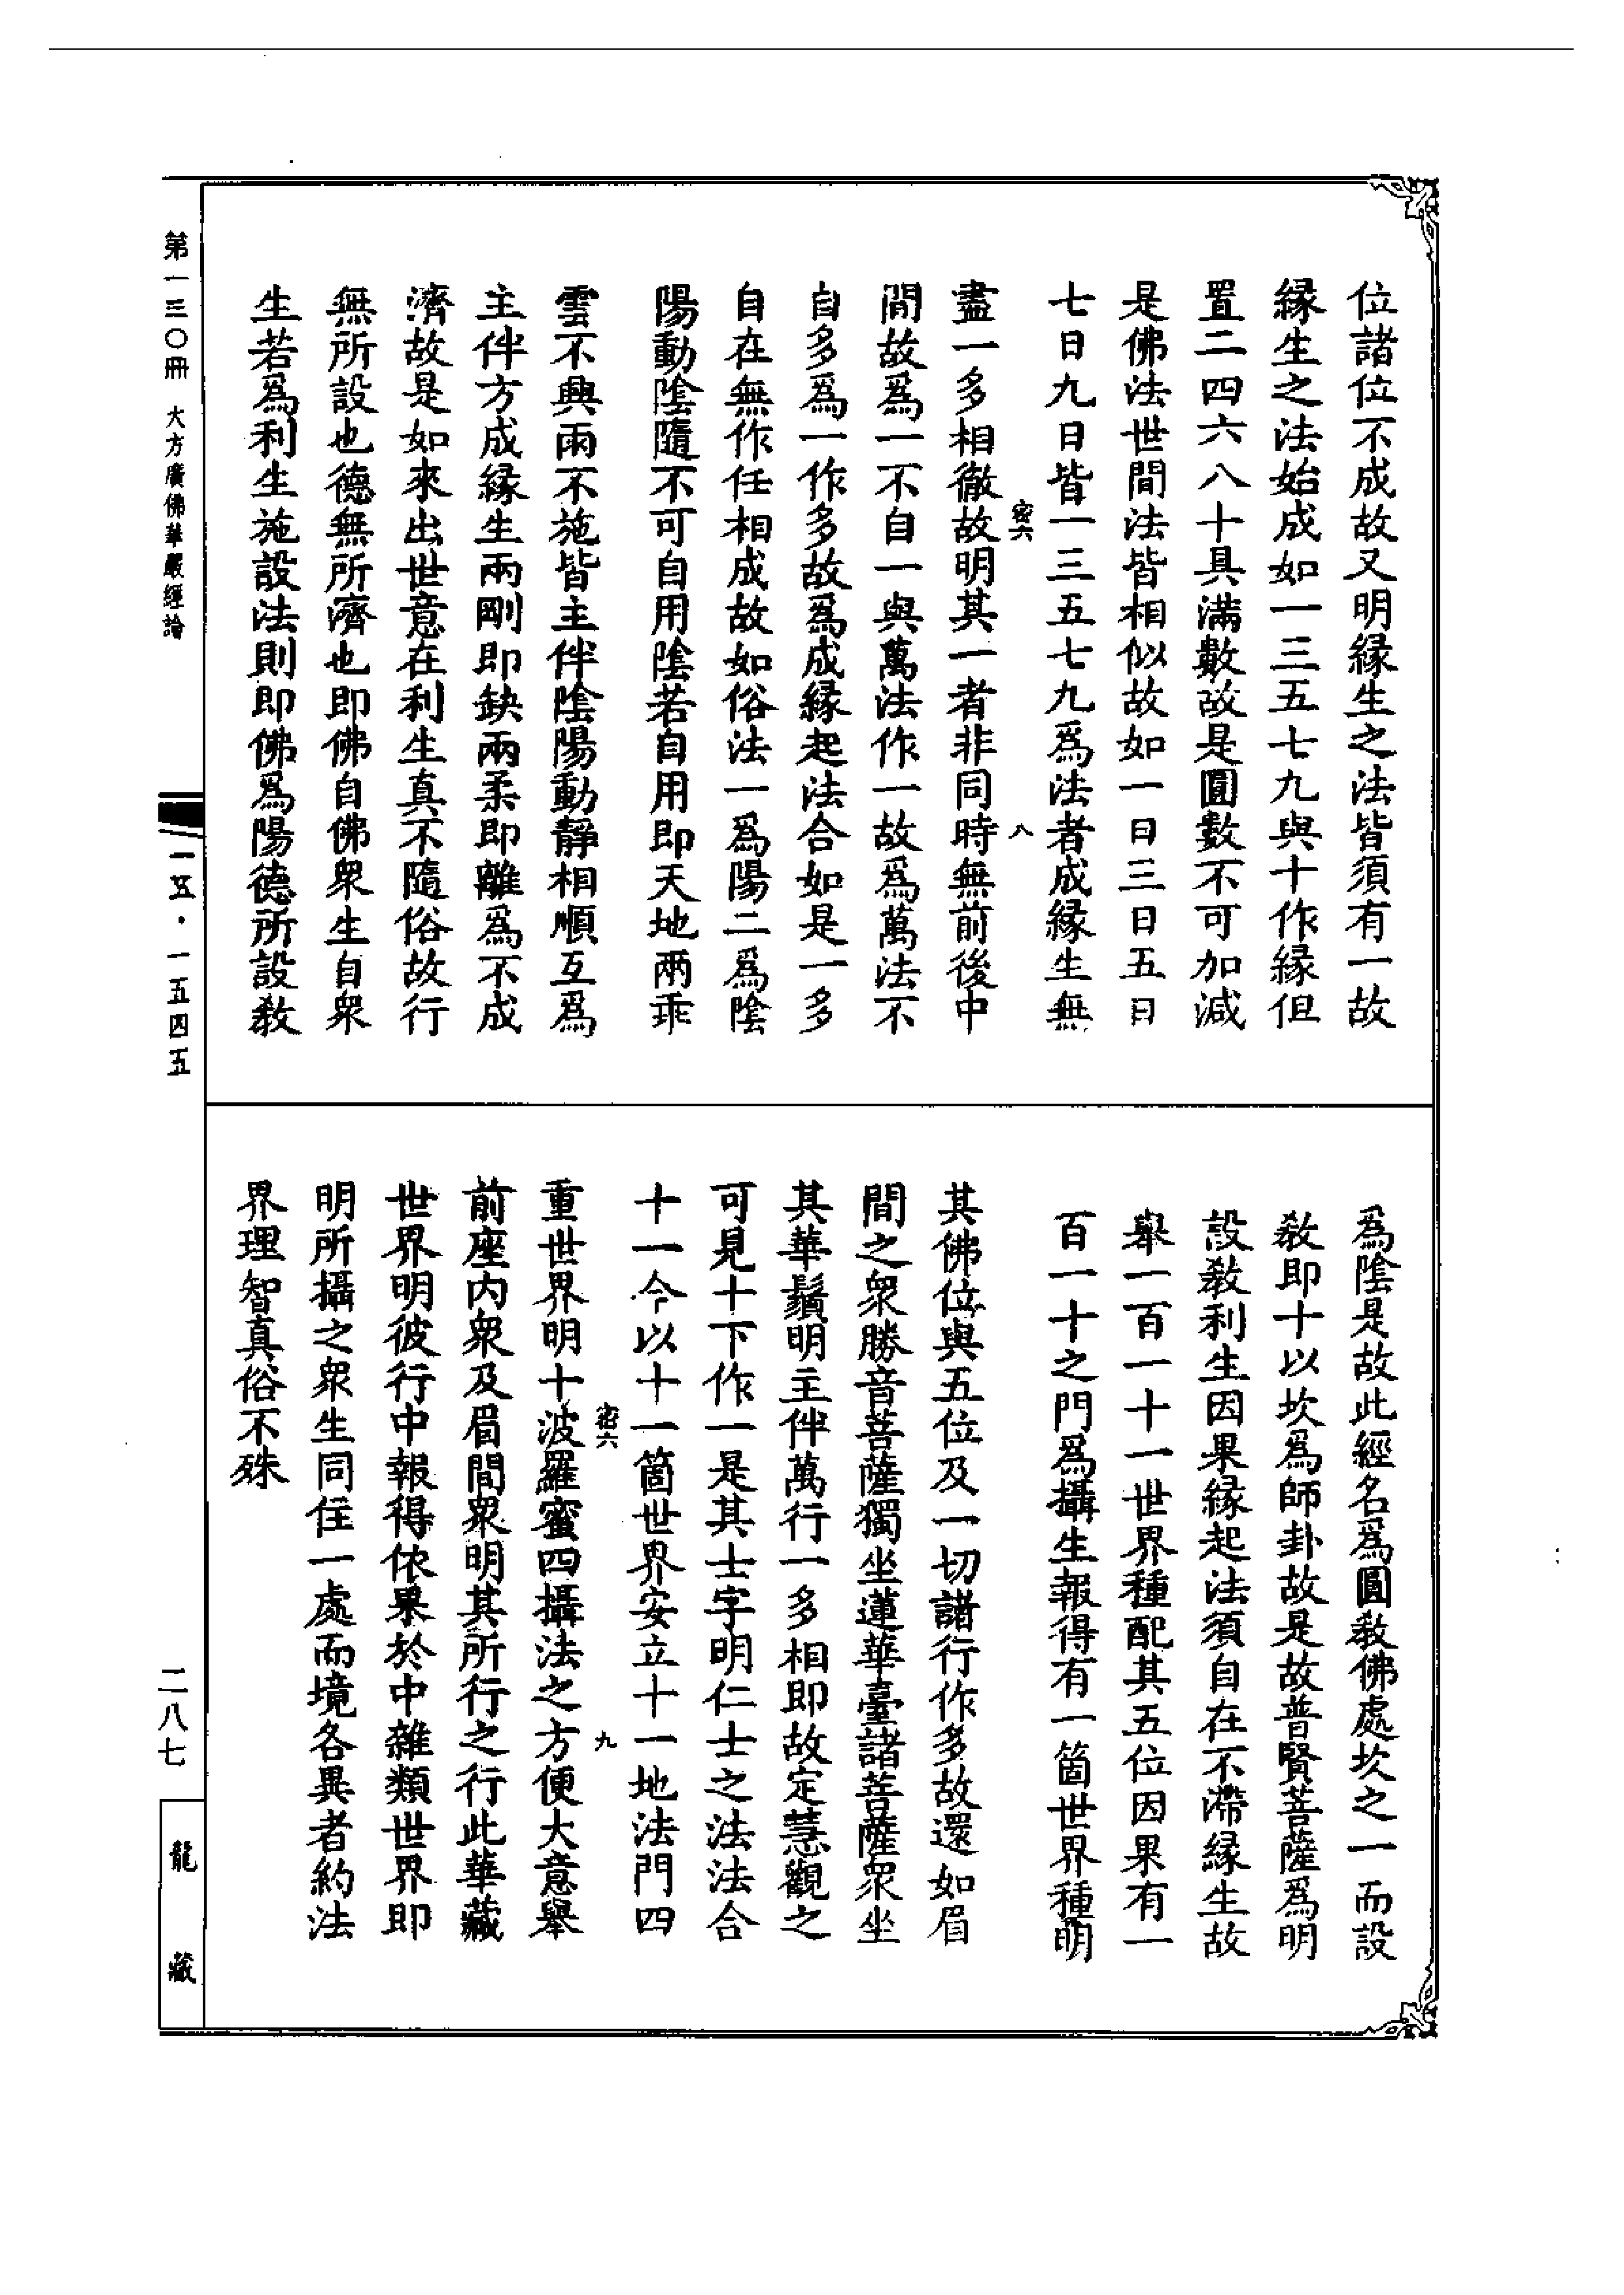 位諸位不成故又明緣生之法皆須有一故
緣生之法始成如一三五七九與十作緣但
置二四六八十具滿數故是圓數不可加減
是佛法世間法皆相似故如一日三日五日
七日九日皆一三五七九爲法者成緣生無
密六 八
盡一多相徹故明其一者非同時無前後中
間故爲一不自一與萬法作一故爲萬法不
自多爲一作多故爲成緣起法合如是一多
自在無作任相成故如俗法一爲陽二爲陰
陽動陰隨不可自用陰若自用即天地兩乖
雲不興雨不施皆主伴陰陽動靜相順互爲
主伴方成緣生兩剛即缺兩柔即離爲不成
濟故是如來出世意在利生真不隨俗故行
無所設也德無所濟也即佛自佛衆生自衆
生若爲利生施設法則即佛爲陽德所設教
爲陰是故此經名爲圓教佛處坎之一而設
教即十以坎爲師卦故是故普賢菩薩爲明
設教利生因果緣起法須自在不滯緣生故
舉一百一十一世界種配其五位因果有一
百一十之門爲攝生報得有一箇世界種明
其佛位與五位及一切諸行作多故還如眉
間之衆勝音菩薩獨坐蓮華臺諸菩薩衆坐
其華鬚明主伴萬行一多相即故定慧觀之
可見十下作一是其士字明仁士之法法合
十一今以十一箇世界安立十一地法門四
密六 九
重世界明十波羅蜜四攝法之方便大意舉
前座內衆及眉間衆明其所行之行此華藏
世界明彼行中報得依果於中雜類世界即
明所攝之衆生同住一處而境各異者約法
界理智真俗不殊
第一三〇冊 大方廣佛華嚴經論
一五·一五四五
二八七
龍藏